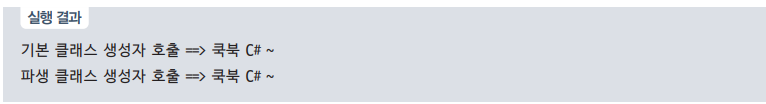 실행 결과
기본 클래스 생성자 호출 ==> 쿡북 C# ~
파생 클래스 생성자 호출 ==> 쿡북 C# ~